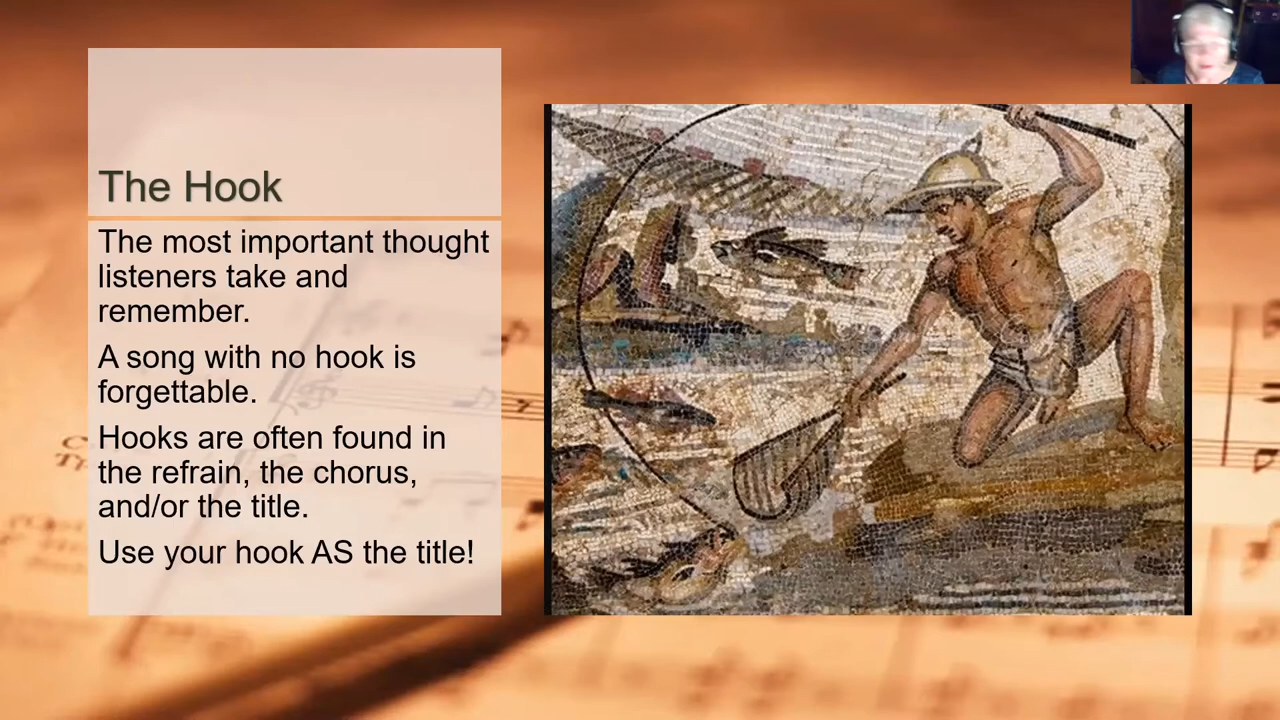 The Hook
The most important thought
listeners take and
remember.
A song with no hook is
forgettable.
Hooks are often found in
the refrain, the chorus,
and/or the title.
Use your hook AS the title!